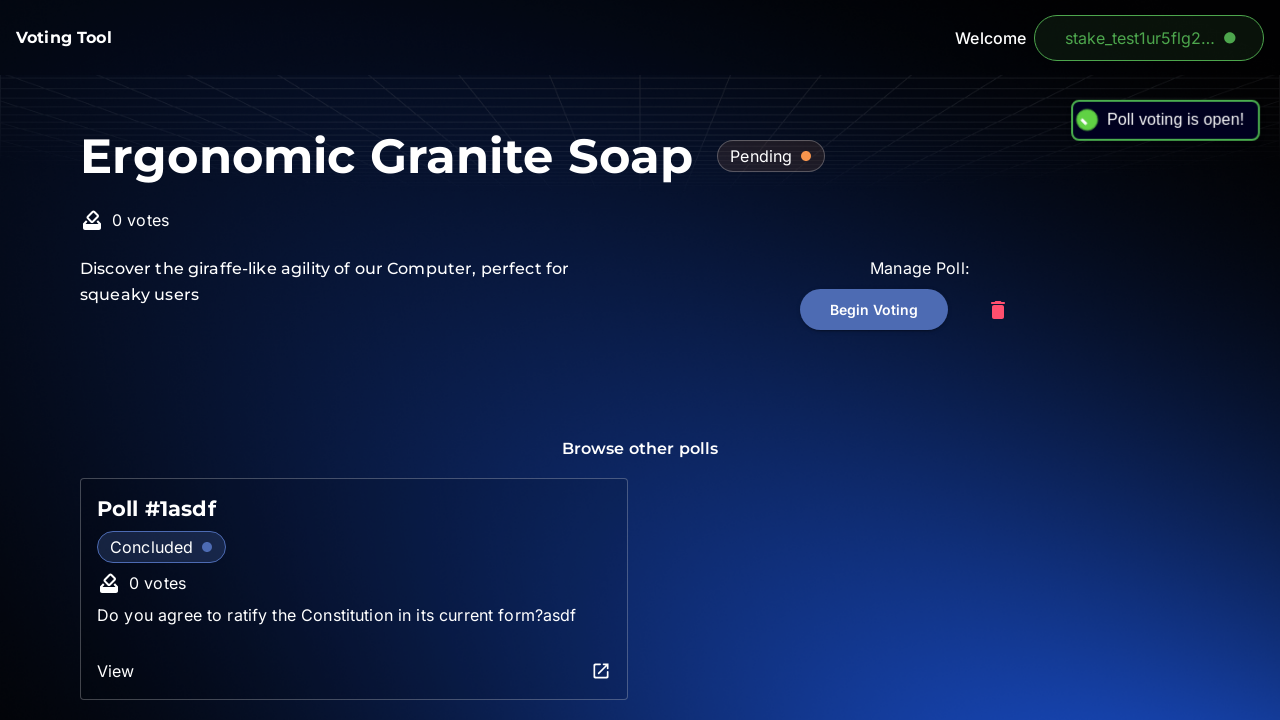 Voting Tool
Welcome
stake_test1ur5flg2...
Poll voting is open!
Ergonomic Granite Soap
Pending
0 votes
Discover the giraffe-like agility of our Computer, perfect for
squeaky users
Manage Poll:
Begin Voting
Browse other polls
Poll #1asdf
Concluded
0 votes
Do you agree to ratify the Constitution in its current form?asdf
View